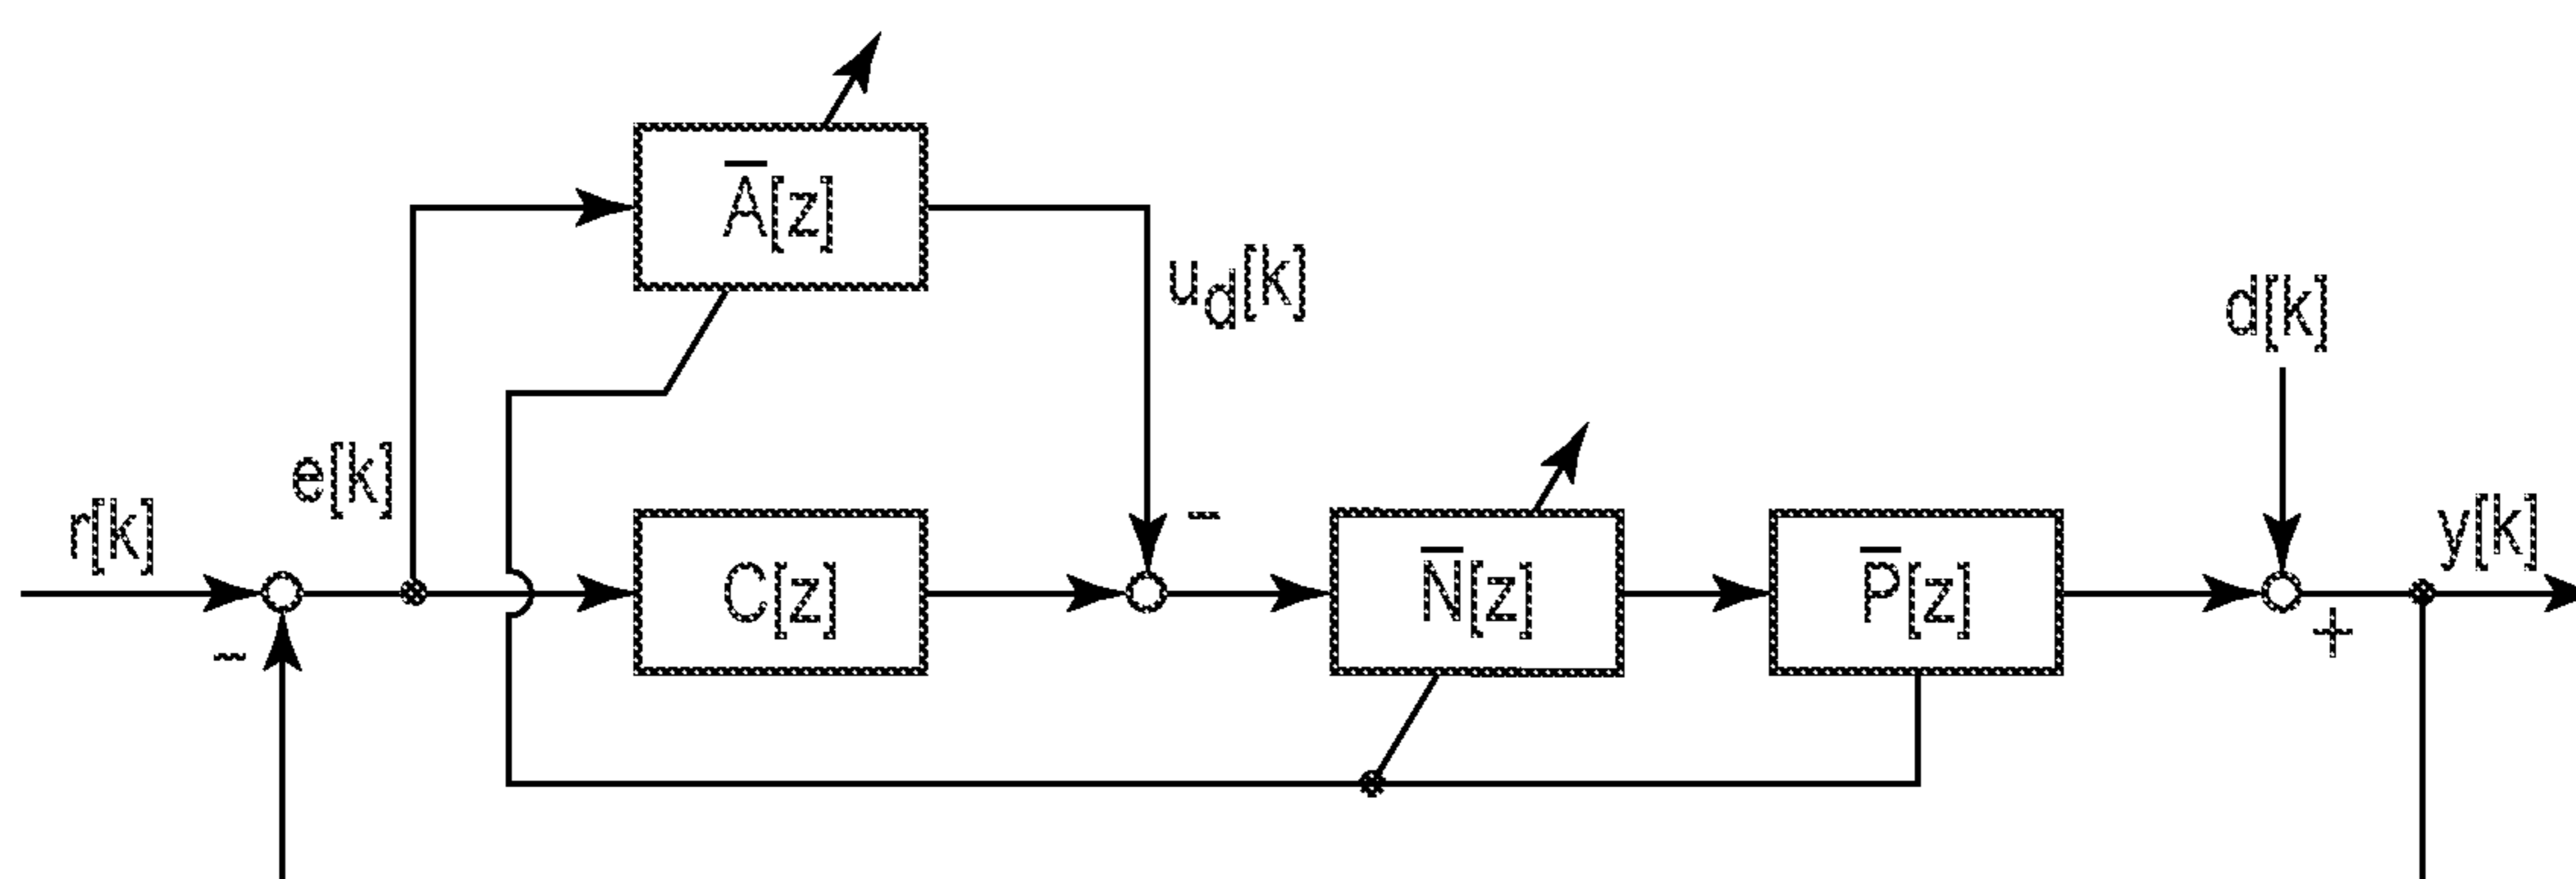 A̅[z]
u_d[k]
d[k]
e[k]
r[k]
y[k]
−
C[z]
N̅[z]
P̅[z]
−
+